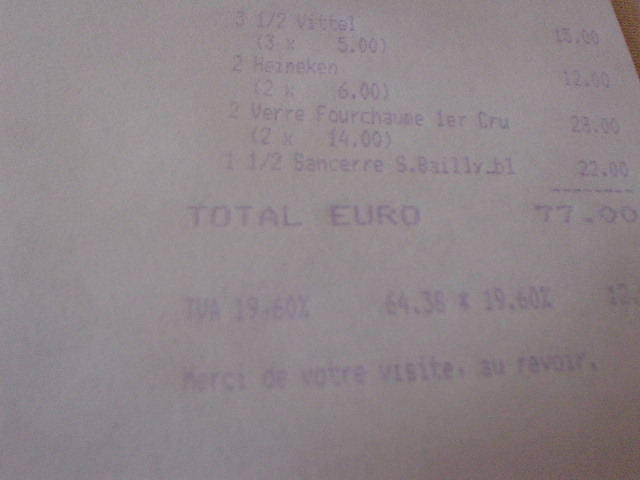 3 1/2 Vittel 15.00
(3 x 5.00)
2 Heineken 12.00
(2 x 6.00)
2 Verre Fourchaume 1er Cru 28.00
(2 x 14.00)
1 1/2 Sancerre S.Bailly_bl 22.00
TOTAL EURO 77.00
TVA 19.60% 64.38 * 19.60% 12.
Merci de votre visite, au revoir.